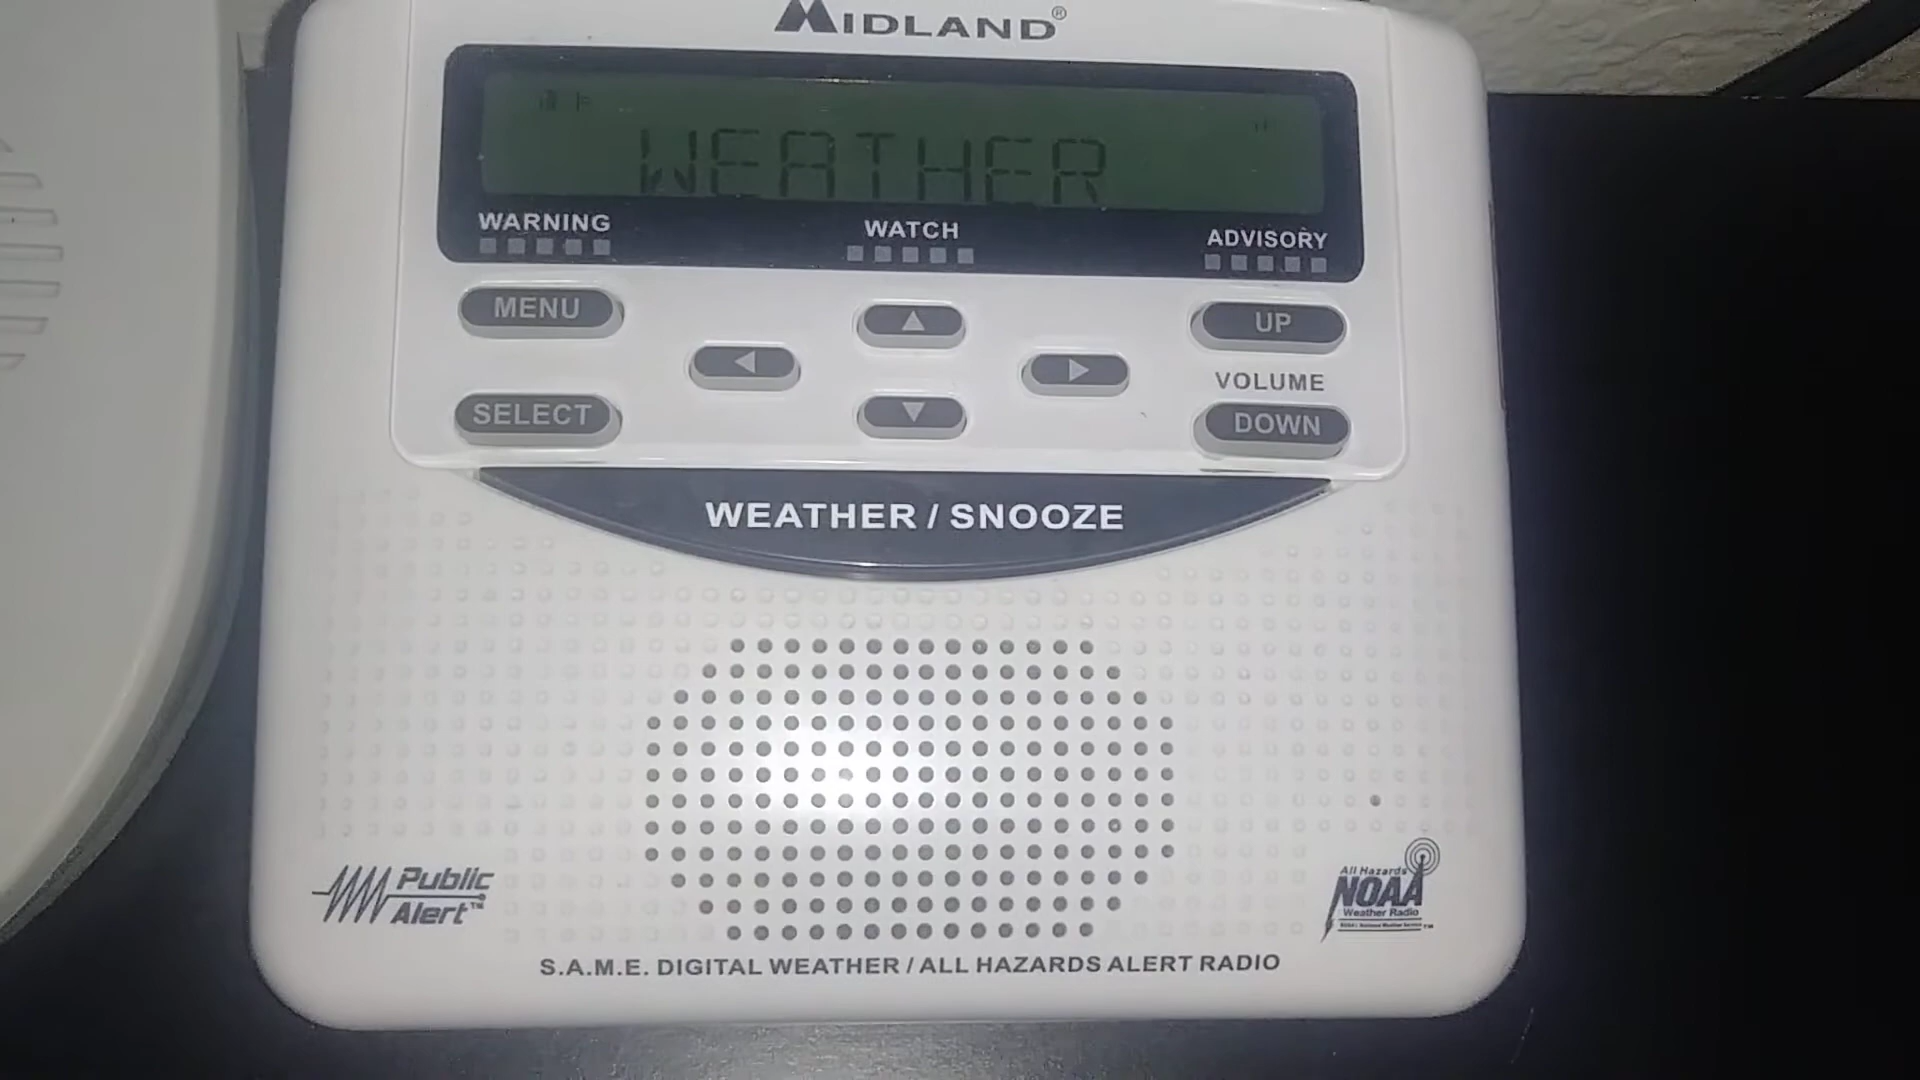 MIDLAND®
WEATHER
WARNING
WATCH
ADVISORY
MENU
UP
VOLUME
SELECT
DOWN
WEATHER / SNOOZE
Public
Alert™
All Hazards
NOAA
Weather Radio
S.A.M.E. DIGITAL WEATHER / ALL HAZARDS ALERT RADIO